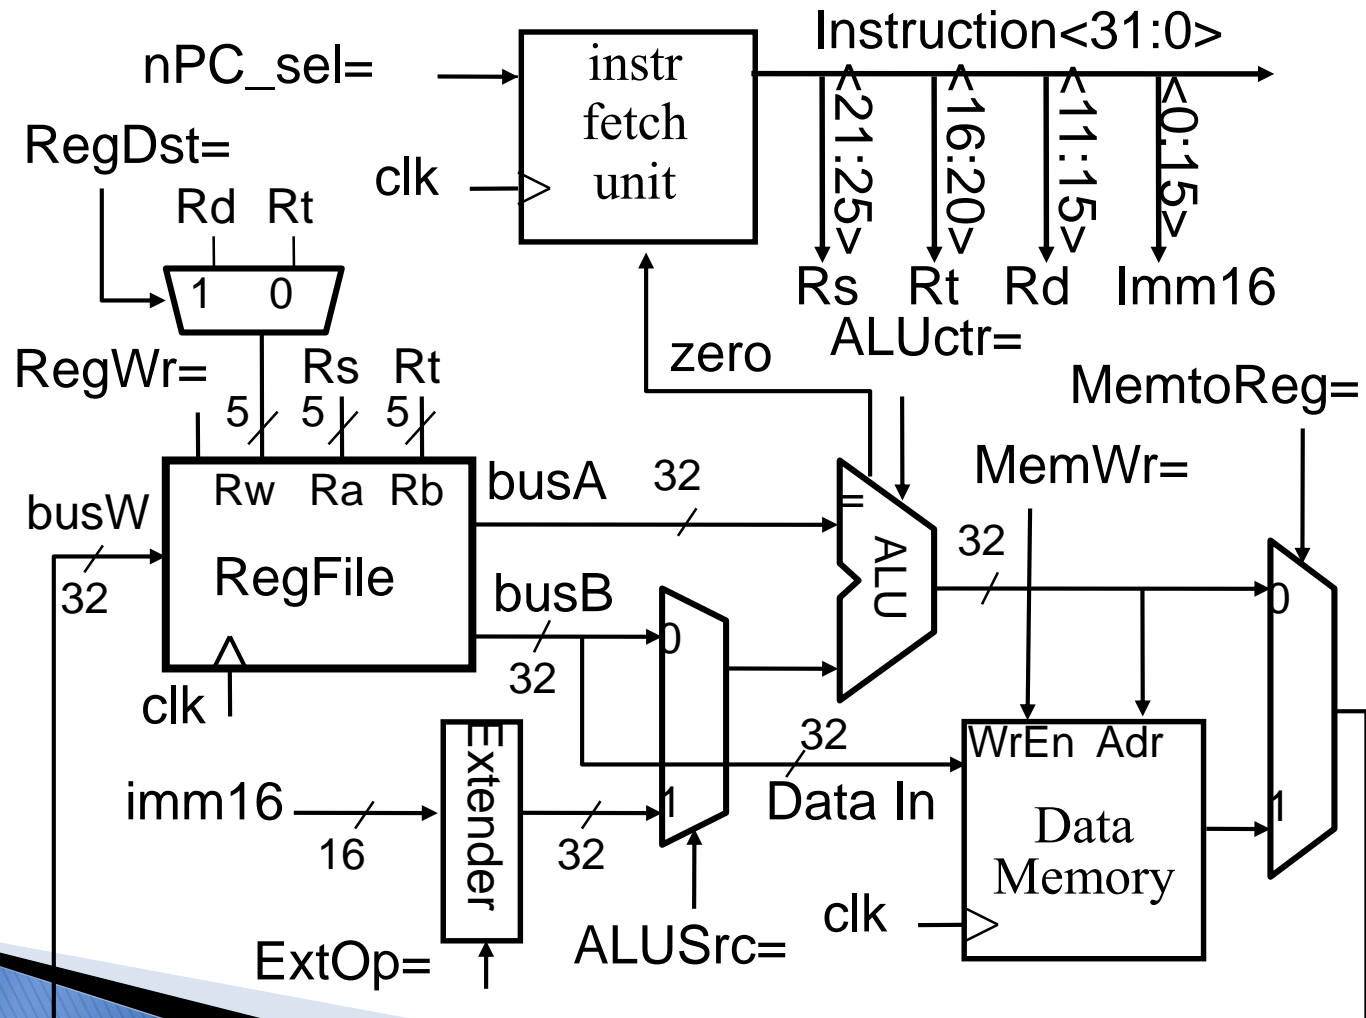 Instruction<31:0>
nPC_sel=
instr
fetch
unit
clk
<21:25>
<16:20>
<11:15>
<0:15>
Rs Rt Rd Imm16
RegDst=
Rd Rt
1 0
zero
ALUctr=
RegWr=
Rs Rt
5 5 5
MemtoReg=
MemWr=
Rw Ra Rb
busA
32
=
ALU
32
busW
32
RegFile
busB
32
0
0
clk
32
WrEn Adr
Data In
imm16
16
Extender
32
1
Data
Memory
1
clk
ExtOp=
ALUSrc=